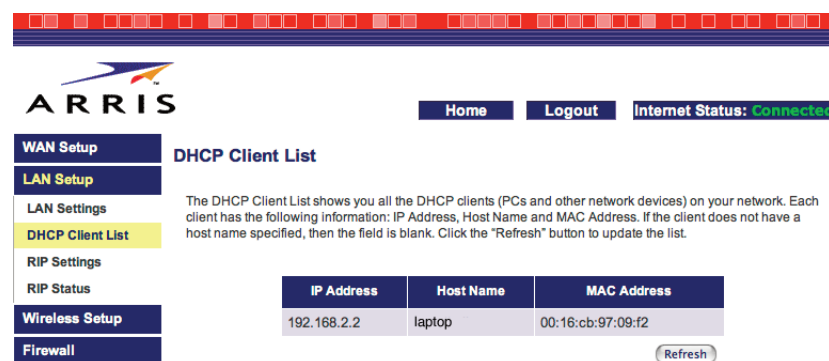 ARRIS
Home Logout Internet Status: Connected
WAN Setup
LAN Setup
LAN Settings
DHCP Client List
RIP Settings
RIP Status
Wireless Setup
Firewall
DHCP Client List
The DHCP Client List shows you all the DHCP clients (PCs and other network devices) on your network. Each
client has the following information: IP Address, Host Name and MAC Address. If the client does not have a
host name specified, then the field is blank. Click the “Refresh” button to update the list.
IP Address Host Name MAC Address
192.168.2.2 laptop 00:16:cb:97:09:f2
Refresh